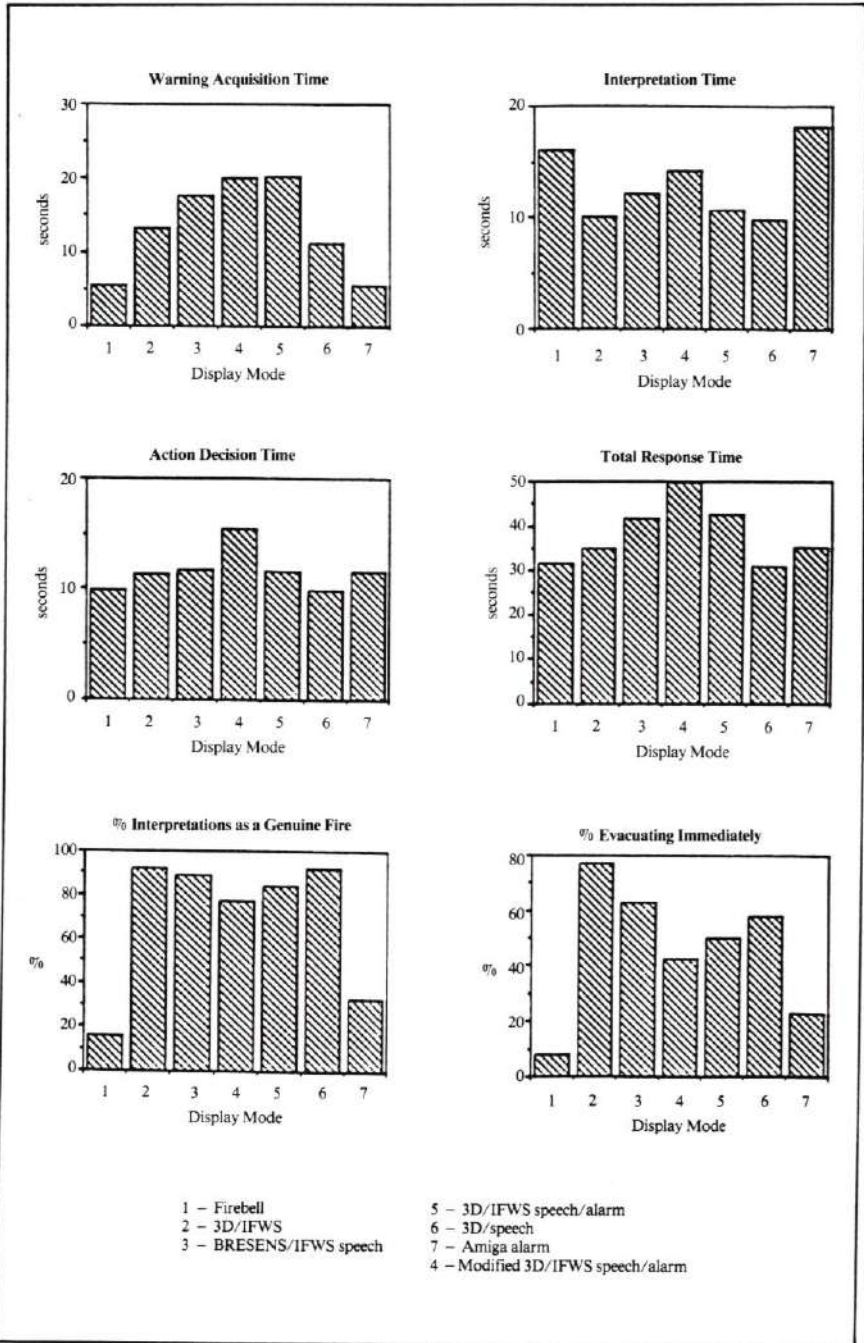 Warning Acquisition Time
30
20
10
0
seconds
1 2 3 4 5 6 7
Display Mode
Interpretation Time
20
10
0
seconds
1 2 3 4 5 6 7
Display Mode
Action Decision Time
20
10
0
seconds
1 2 3 4 5 6 7
Display Mode
Total Response Time
50
40
30
20
10
0
seconds
1 2 3 4 5 6 7
Display Mode
% Interpretations as a Genuine Fire
100
80
60
40
20
0
%
1 2 3 4 5 6 7
Display Mode
% Evacuating Immediately
80
60
40
20
0
%
1 2 3 4 5 6 7
Display Mode
1 – Firebell
2 – 3D/IFWS
3 – BRESENS/IFWS speech
5 – 3D/IFWS speech/alarm
6 – 3D/speech
7 – Amiga alarm
4 – Modified 3D/IFWS speech/alarm